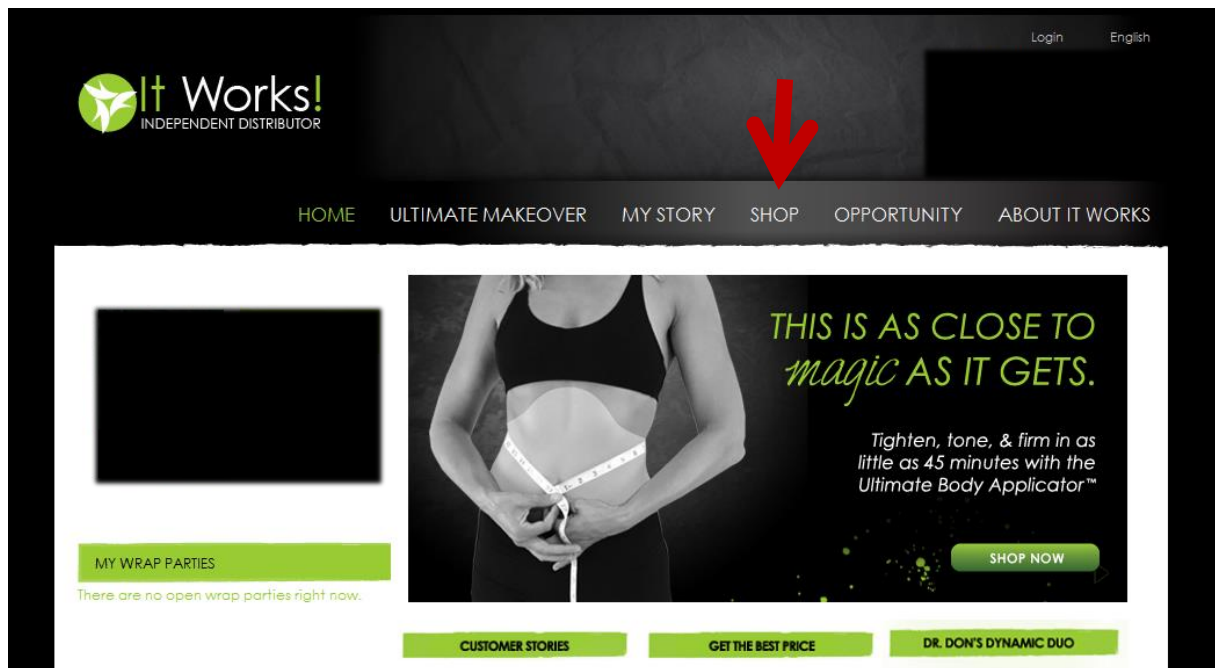 Login English
It Works!
INDEPENDENT DISTRIBUTOR
HOME ULTIMATE MAKEOVER MY STORY SHOP OPPORTUNITY ABOUT IT WORKS
THIS IS AS CLOSE TO
magic AS IT GETS.
Tighten, tone, & firm in as
little as 45 minutes with the
Ultimate Body Applicator™
SHOP NOW
MY WRAP PARTIES
There are no open wrap parties right now.
CUSTOMER STORIES GET THE BEST PRICE DR. DON'S DYNAMIC DUO